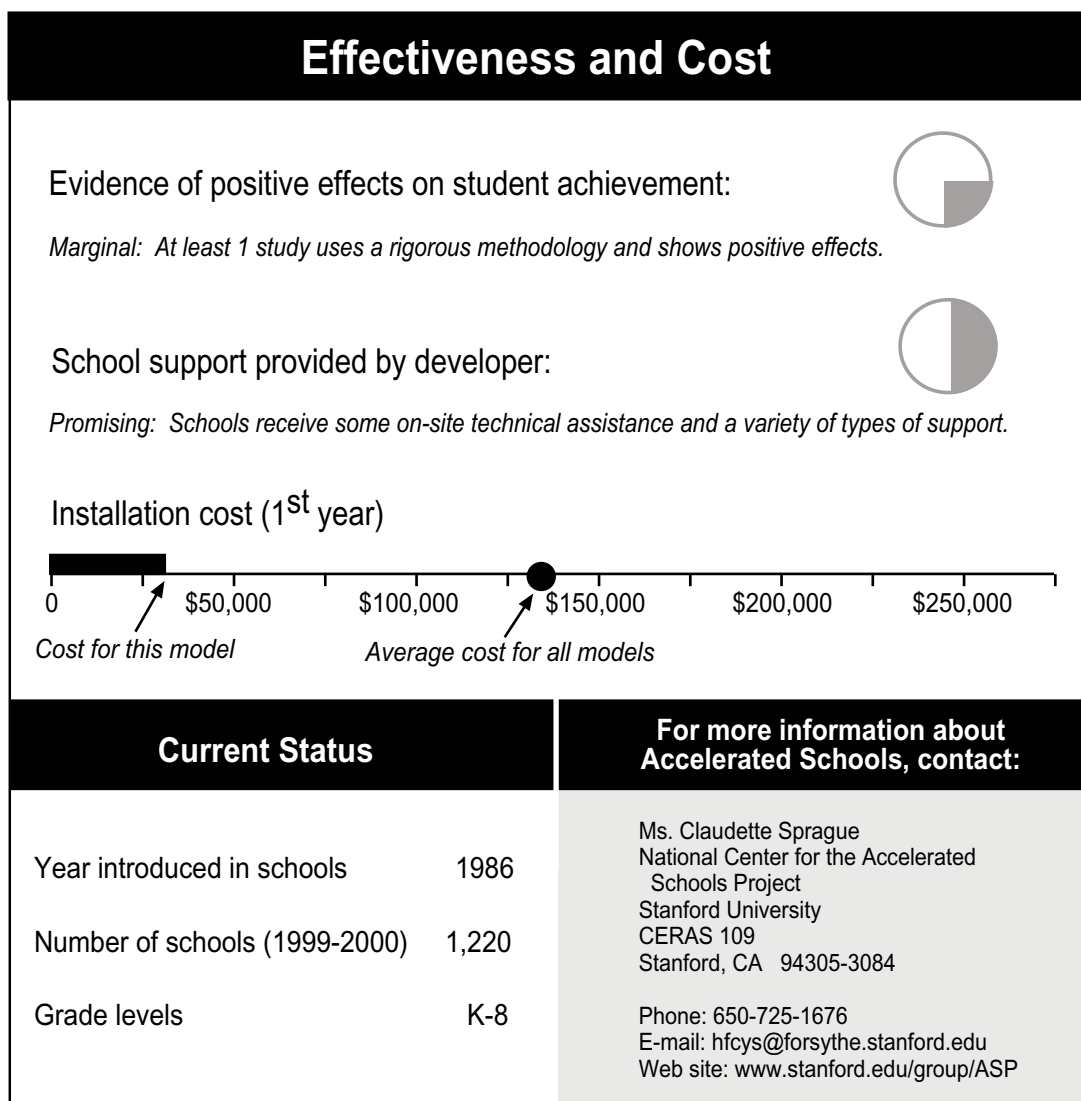 Effectiveness and Cost
Evidence of positive effects on student achievement:
Marginal: At least 1 study uses a rigorous methodology and shows positive effects.
School support provided by developer:
Promising: Schools receive some on-site technical assistance and a variety of types of support.
Installation cost (1st year)
0 $50,000 $100,000 $150,000 $200,000 $250,000
Cost for this model
Average cost for all models
Current Status
Year introduced in schools 1986
Number of schools (1999-2000) 1,220
Grade levels K-8
For more information about
Accelerated Schools, contact:
Ms. Claudette Sprague
National Center for the Accelerated
Schools Project
Stanford University
CERAS 109
Stanford, CA 94305-3084
Phone: 650-725-1676
E-mail: hfcys@forsythe.stanford.edu
Web site: www.stanford.edu/group/ASP